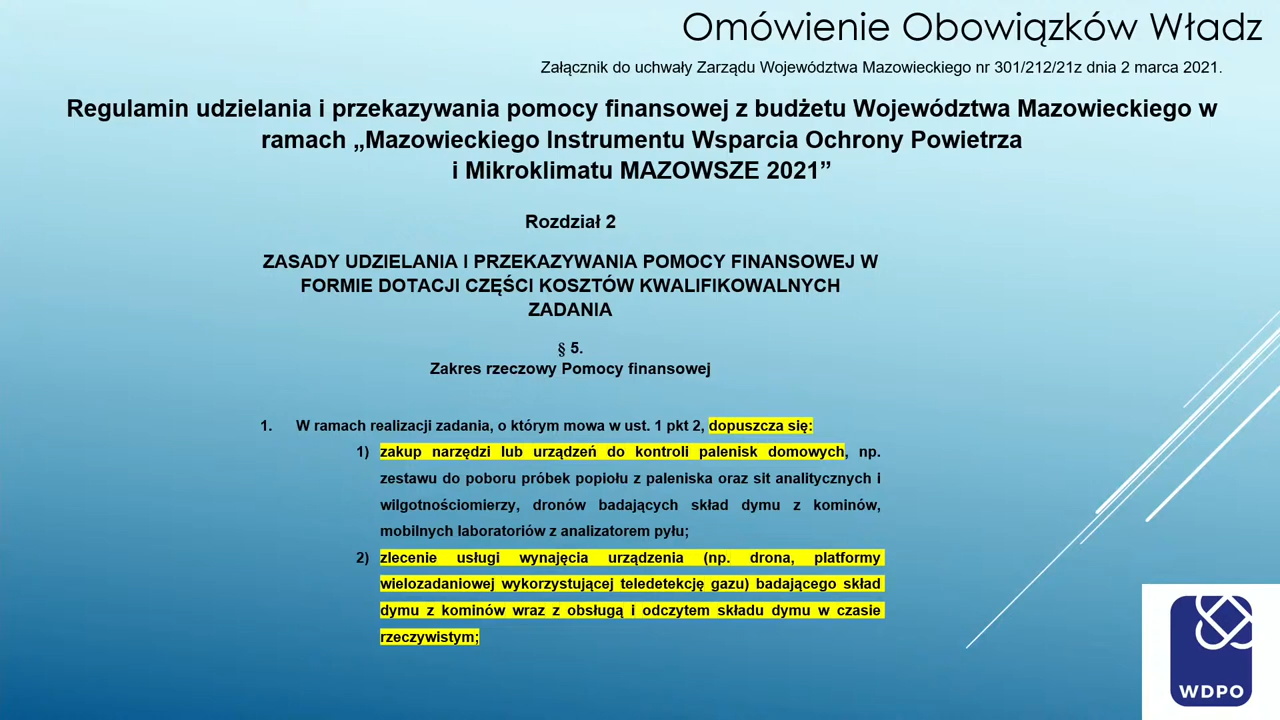 Omówienie Obowiązków Władz
Załącznik do uchwały Zarządu Województwa Mazowieckiego nr 301/212/21z dnia 2 marca 2021.
Regulamin udzielania i przekazywania pomocy finansowej z budżetu Województwa Mazowieckiego w
ramach „Mazowieckiego Instrumentu Wsparcia Ochrony Powietrza
i Mikroklimatu MAZOWSZE 2021”
Rozdział 2
ZASADY UDZIELANIA I PRZEKAZYWANIA POMOCY FINANSOWEJ W
FORMIE DOTACJI CZĘŚCI KOSZTÓW KWALIFIKOWALNYCH
ZADANIA
§ 5.
Zakres rzeczowy Pomocy finansowej
1. W ramach realizacji zadania, o którym mowa w ust. 1 pkt 2, dopuszcza się:
1) zakup narzędzi lub urządzeń do kontroli palenisk domowych, np.
zestawu do poboru próbek popiołu z paleniska oraz sit analitycznych i
wilgotnościomierzy, dronów badających skład dymu z kominów,
mobilnych laboratoriów z analizatorem pyłu;
2) zlecenie usługi wynajęcia urządzenia (np. drona, platformy
wielozadaniowej wykorzystującej teledetekcję gazu) badającego skład
dymu z kominów wraz z obsługą i odczytem składu dymu w czasie
rzeczywistym;
WDPO